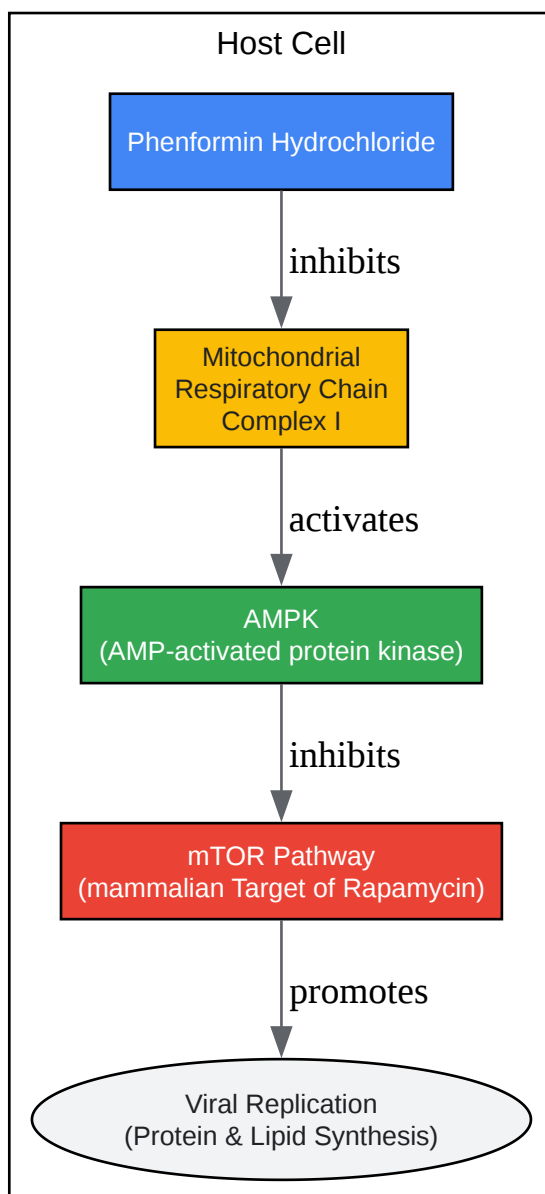 Host Cell
Phenformin Hydrochloride
inhibits
Mitochondrial
Respiratory Chain
Complex I
activates
AMPK
(AMP-activated protein kinase)
inhibits
mTOR Pathway
(mammalian Target of Rapamycin)
promotes
Viral Replication
(Protein & Lipid Synthesis)